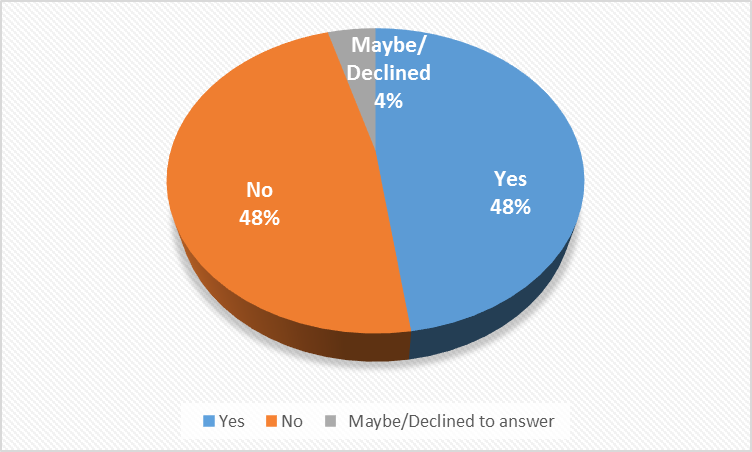 Maybe/
Declined
4%
Yes
48%
No
48%
Yes No Maybe/Declined to answer